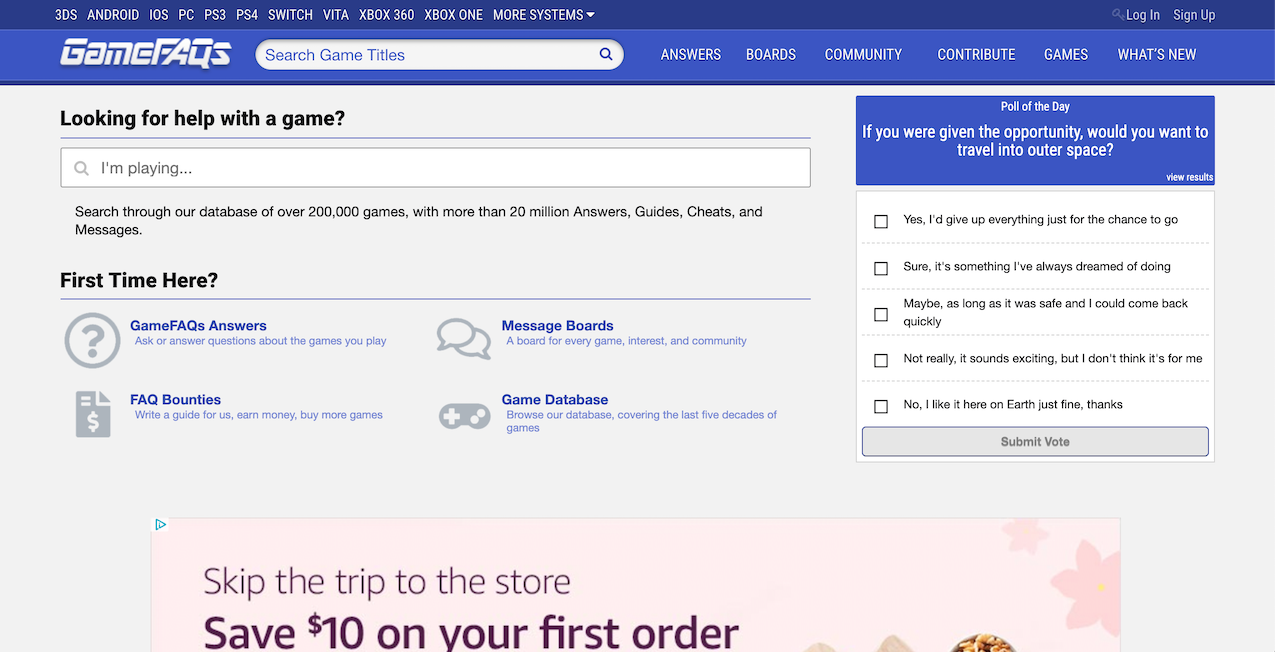 3DS ANDROID IOS PC PS3 PS4 SWITCH VITA XBOX 360 XBOX ONE MORE SYSTEMS
Log In Sign Up
GameFAQs
Search Game Titles
ANSWERS BOARDS COMMUNITY CONTRIBUTE GAMES WHAT'S NEW
Looking for help with a game?
I'm playing...
Search through our database of over 200,000 games, with more than 20 million Answers, Guides, Cheats, and
Messages.
First Time Here?
GameFAQs Answers
Ask or answer questions about the games you play
Message Boards
A board for every game, interest, and community
FAQ Bounties
Write a guide for us, earn money, buy more games
Game Database
Browse our database, covering the last five decades of
games
Poll of the Day
If you were given the opportunity, would you want to
travel into outer space?
view results
Yes, I'd give up everything just for the chance to go
Sure, it's something I've always dreamed of doing
Maybe, as long as it was safe and I could come back
quickly
Not really, it sounds exciting, but I don't think it's for me
No, I like it here on Earth just fine, thanks
Submit Vote
Skip the trip to the store
Save $10 on your first order